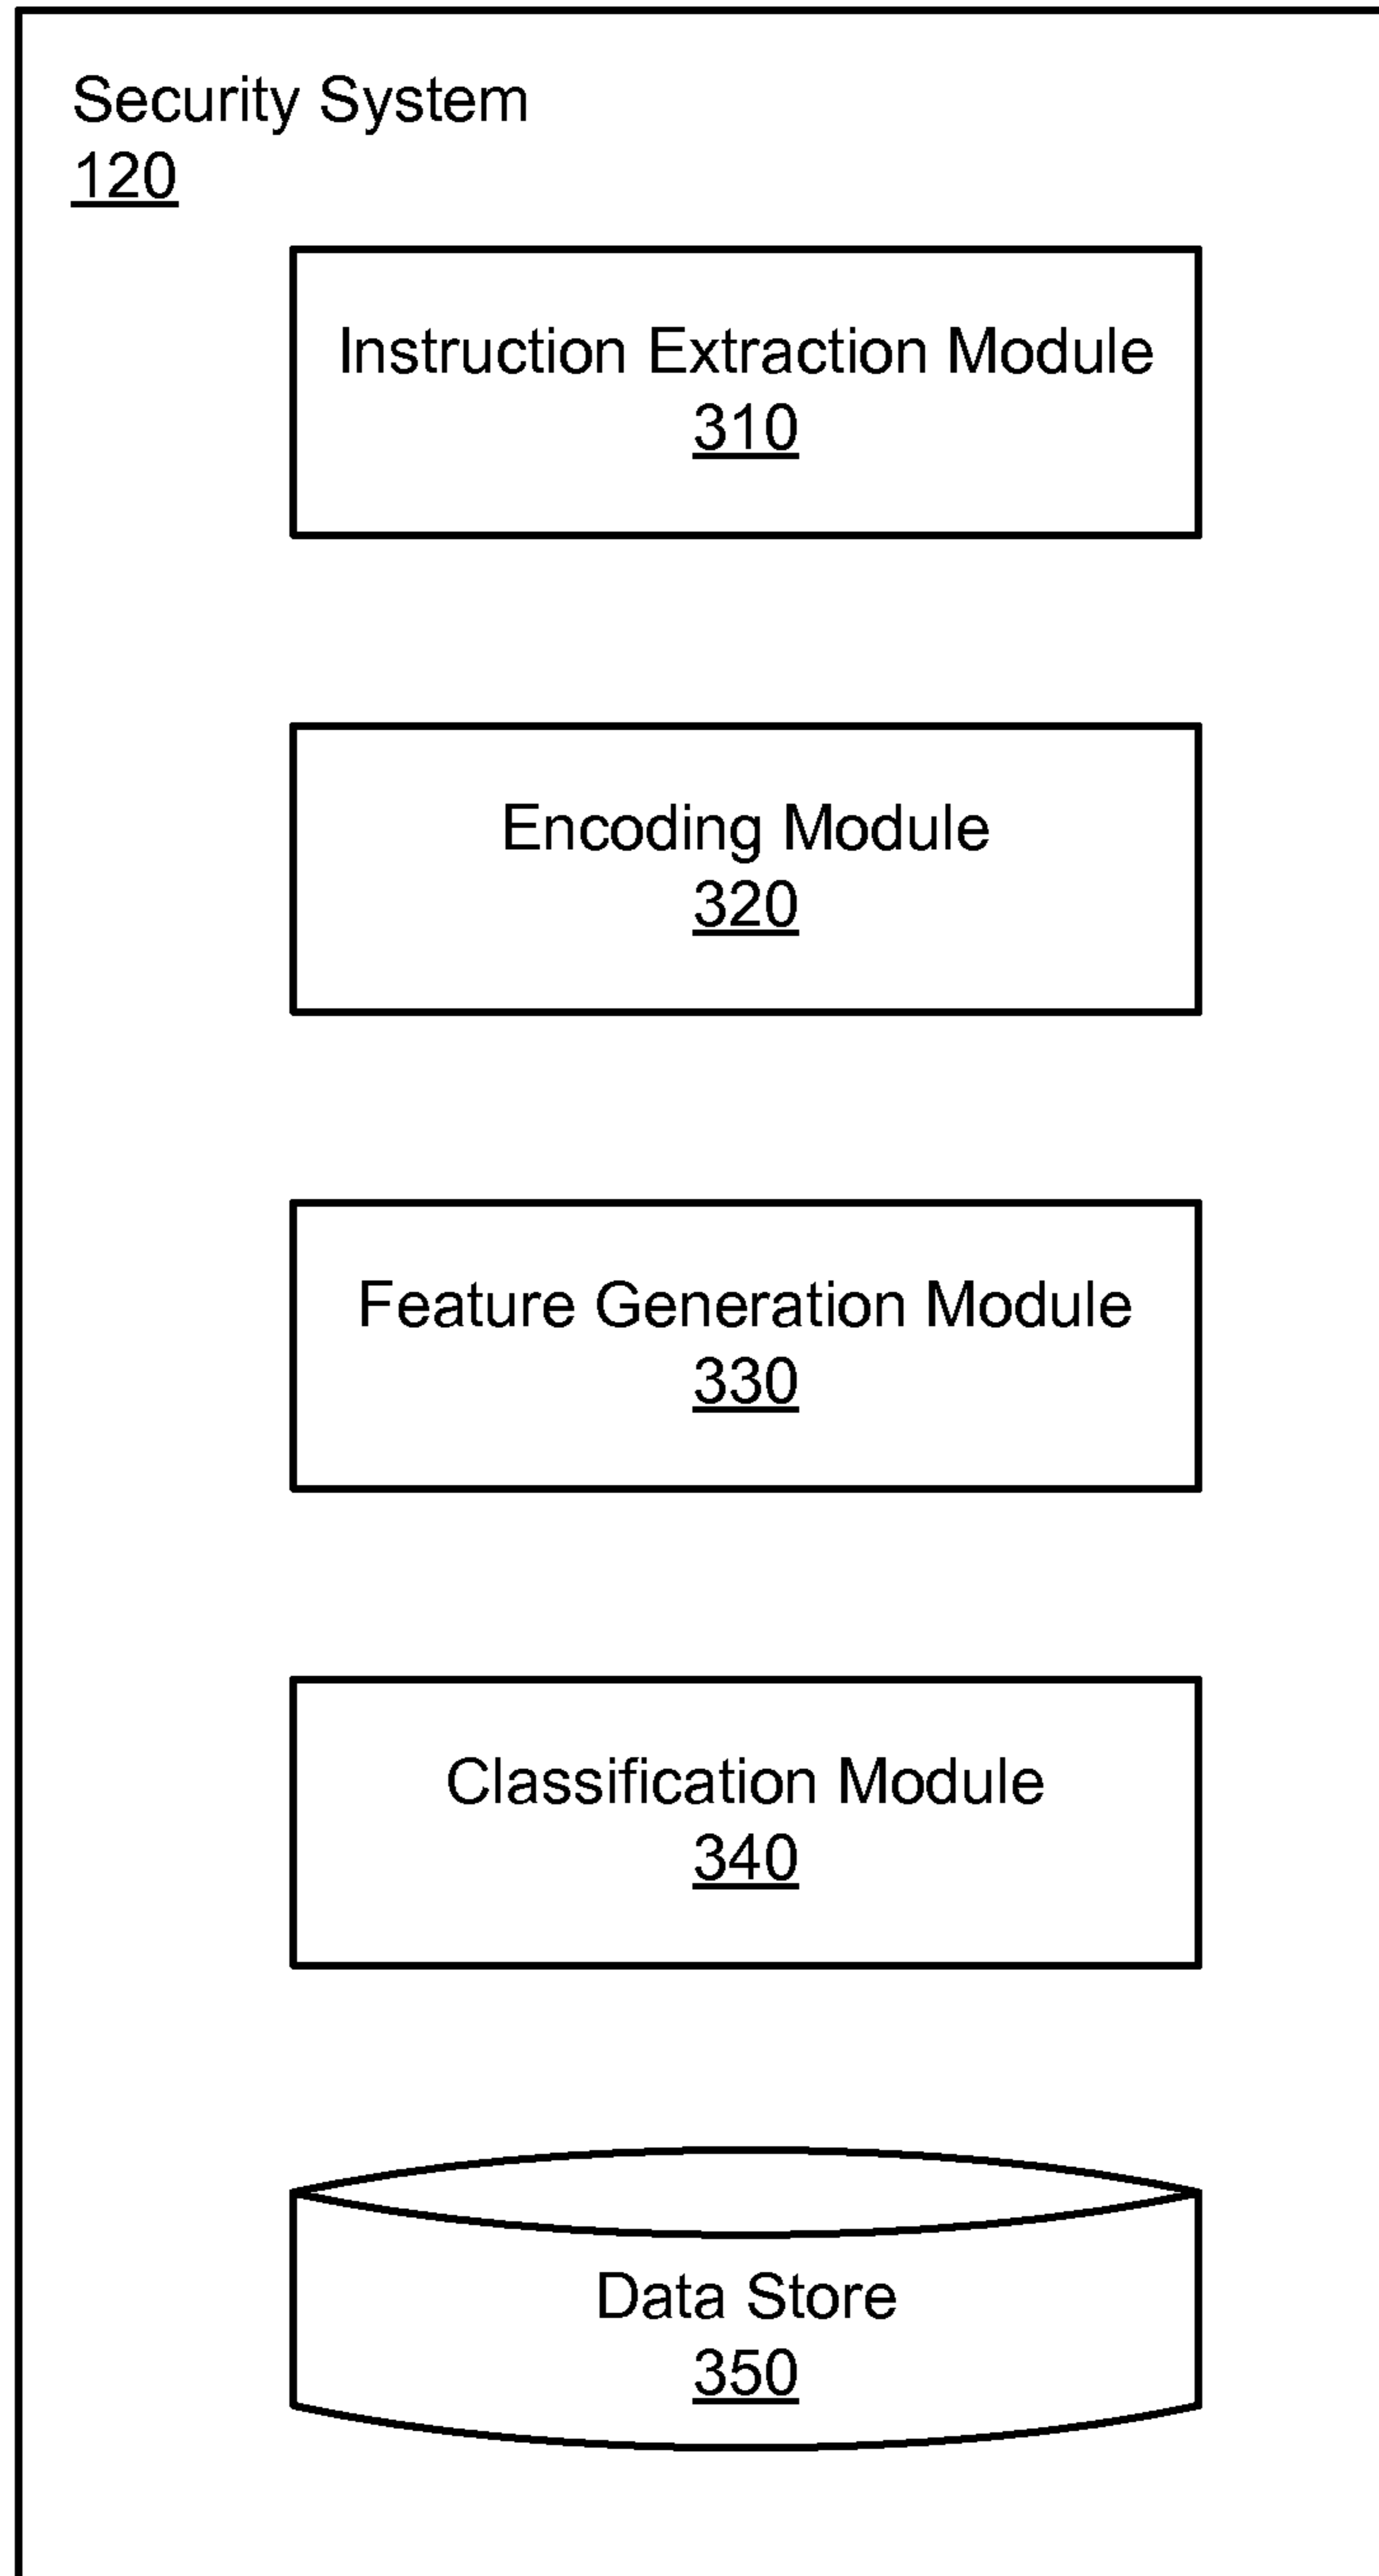 Security System
120
Instruction Extraction Module
310
Encoding Module
320
Feature Generation Module
330
Classification Module
340
Data Store
350